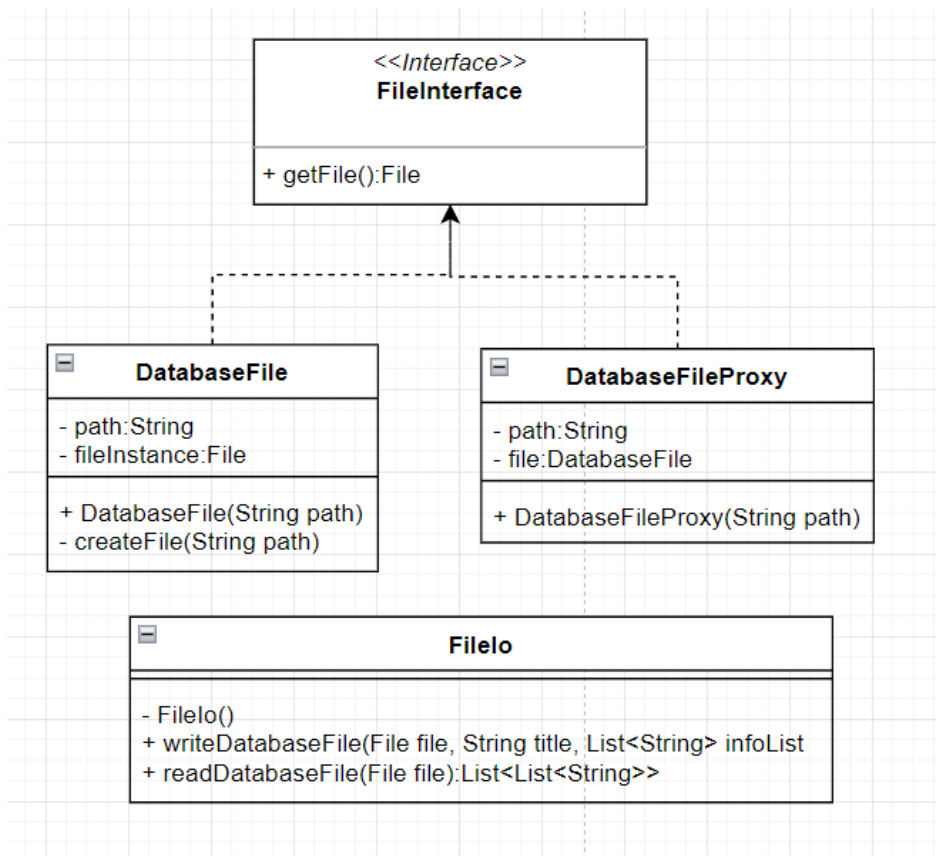 <<Interface>>
FileInterface
+ getFile():File
DatabaseFile
- path:String
- fileInstance:File
+ DatabaseFile(String path)
- createFile(String path)
DatabaseFileProxy
- path:String
- file:DatabaseFile
+ DatabaseFileProxy(String path)
FileIo
- FileIo()
+ writeDatabaseFile(File file, String title, List<String> infoList
+ readDatabaseFile(File file):List<List<String>>